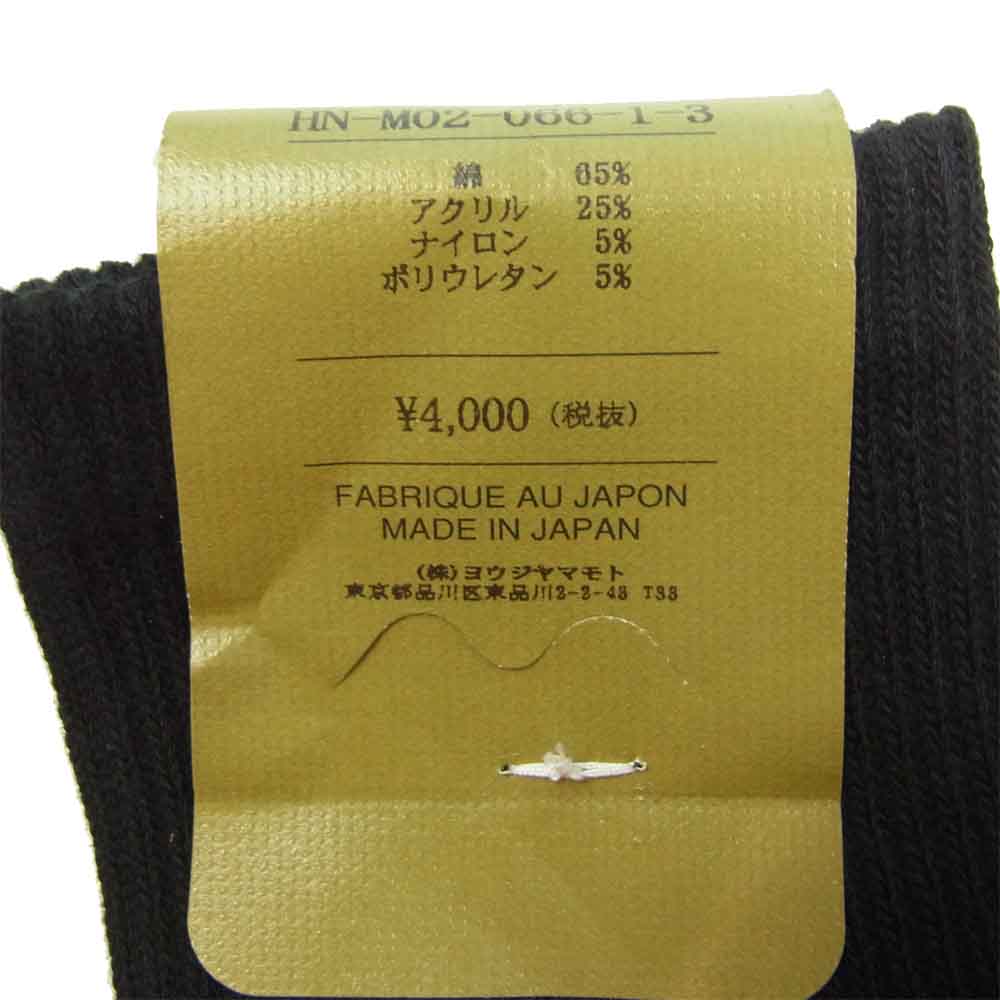 HN-M02-066-1-3
綿 65%
アクリル 25%
ナイロン 5%
ポリウレタン 5%
¥4,000 (税抜)
FABRIQUE AU JAPON
MADE IN JAPAN
(株)ヨウジヤマモト
東京都品川区東品川2-2-43 T33